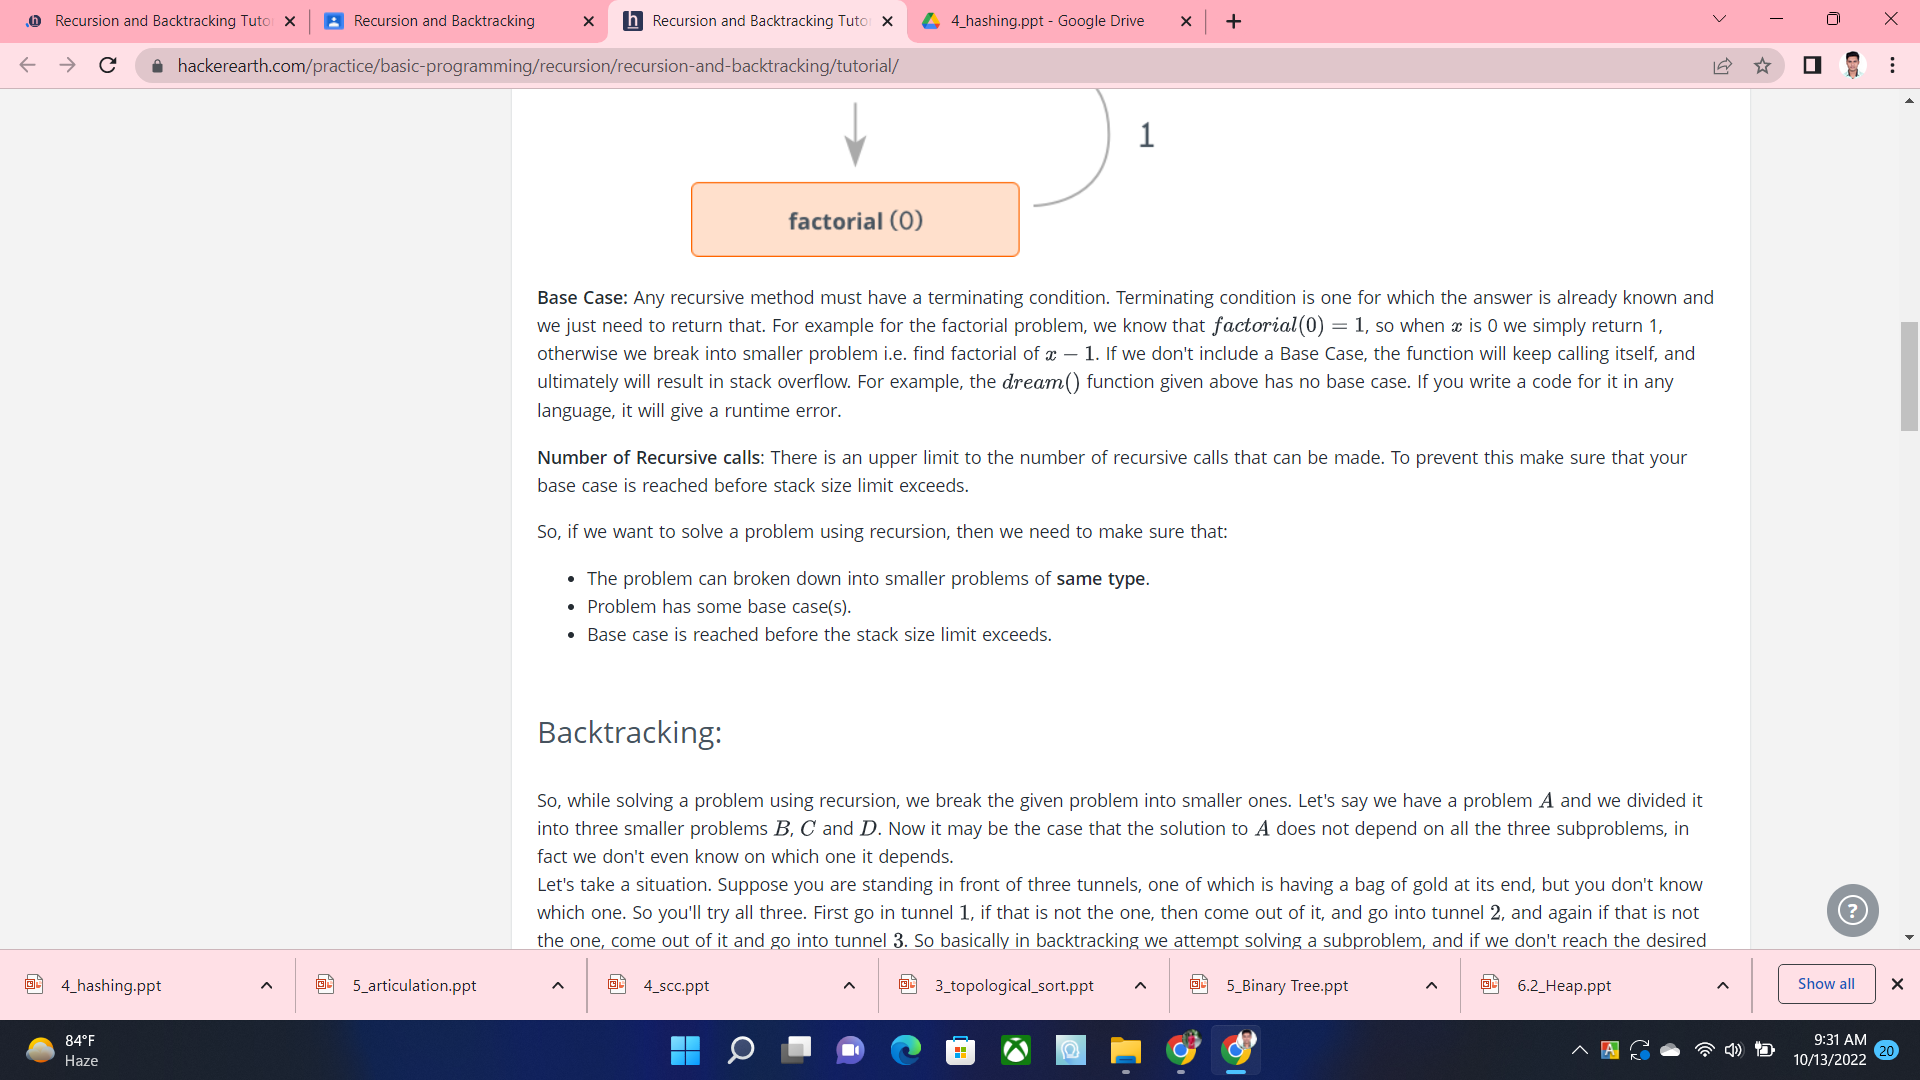 Recursion and Backtracking Tuto
Recursion and Backtracking
Recursion and Backtracking Tuto
4_hashing.ppt - Google Drive
hackerearth.com/practice/basic-programming/recursion/recursion-and-backtracking/tutorial/
1
factorial (0)
Base Case: Any recursive method must have a terminating condition. Terminating condition is one for which the answer is already known and
we just need to return that. For example for the factorial problem, we know that factorial(0) = 1, so when x is 0 we simply return 1,
otherwise we break into smaller problem i.e. find factorial of x − 1. If we don't include a Base Case, the function will keep calling itself, and
ultimately will result in stack overflow. For example, the dream() function given above has no base case. If you write a code for it in any
language, it will give a runtime error.
Number of Recursive calls: There is an upper limit to the number of recursive calls that can be made. To prevent this make sure that your
base case is reached before stack size limit exceeds.
So, if we want to solve a problem using recursion, then we need to make sure that:
• The problem can broken down into smaller problems of same type.
• Problem has some base case(s).
• Base case is reached before the stack size limit exceeds.
Backtracking:
So, while solving a problem using recursion, we break the given problem into smaller ones. Let's say we have a problem A and we divided it
into three smaller problems B, C and D. Now it may be the case that the solution to A does not depend on all the three subproblems, in
fact we don't even know on which one it depends.
Let's take a situation. Suppose you are standing in front of three tunnels, one of which is having a bag of gold at its end, but you don't know
which one. So you'll try all three. First go in tunnel 1, if that is not the one, then come out of it, and go into tunnel 2, and again if that is not
the one, come out of it and go into tunnel 3. So basically in backtracking we attempt solving a subproblem, and if we don't reach the desired
?
4_hashing.ppt
5_articulation.ppt
4_scc.ppt
3_topological_sort.ppt
5_Binary Tree.ppt
6.2_Heap.ppt
Show all
84°F
Haze
9:31 AM
10/13/2022
20